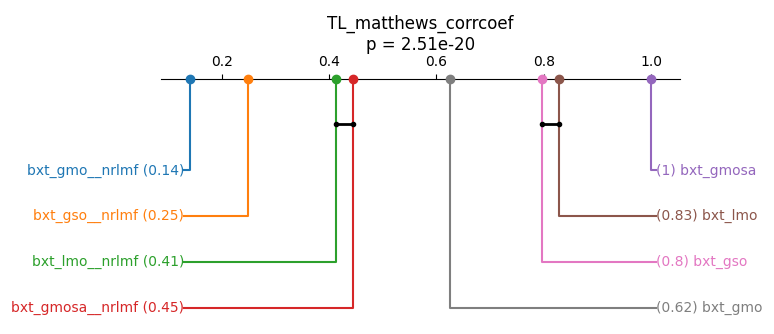 TL_matthews_corrcoef
p = 2.51e-20
0.2 0.4 0.6 0.8 1.0
bxt_gmo__nrlmf (0.14) (1) bxt_gmosa
bxt_gso__nrlmf (0.25) (0.83) bxt_lmo
bxt_lmo__nrlmf (0.41) (0.8) bxt_gso
bxt_gmosa__nrlmf (0.45) (0.62) bxt_gmo